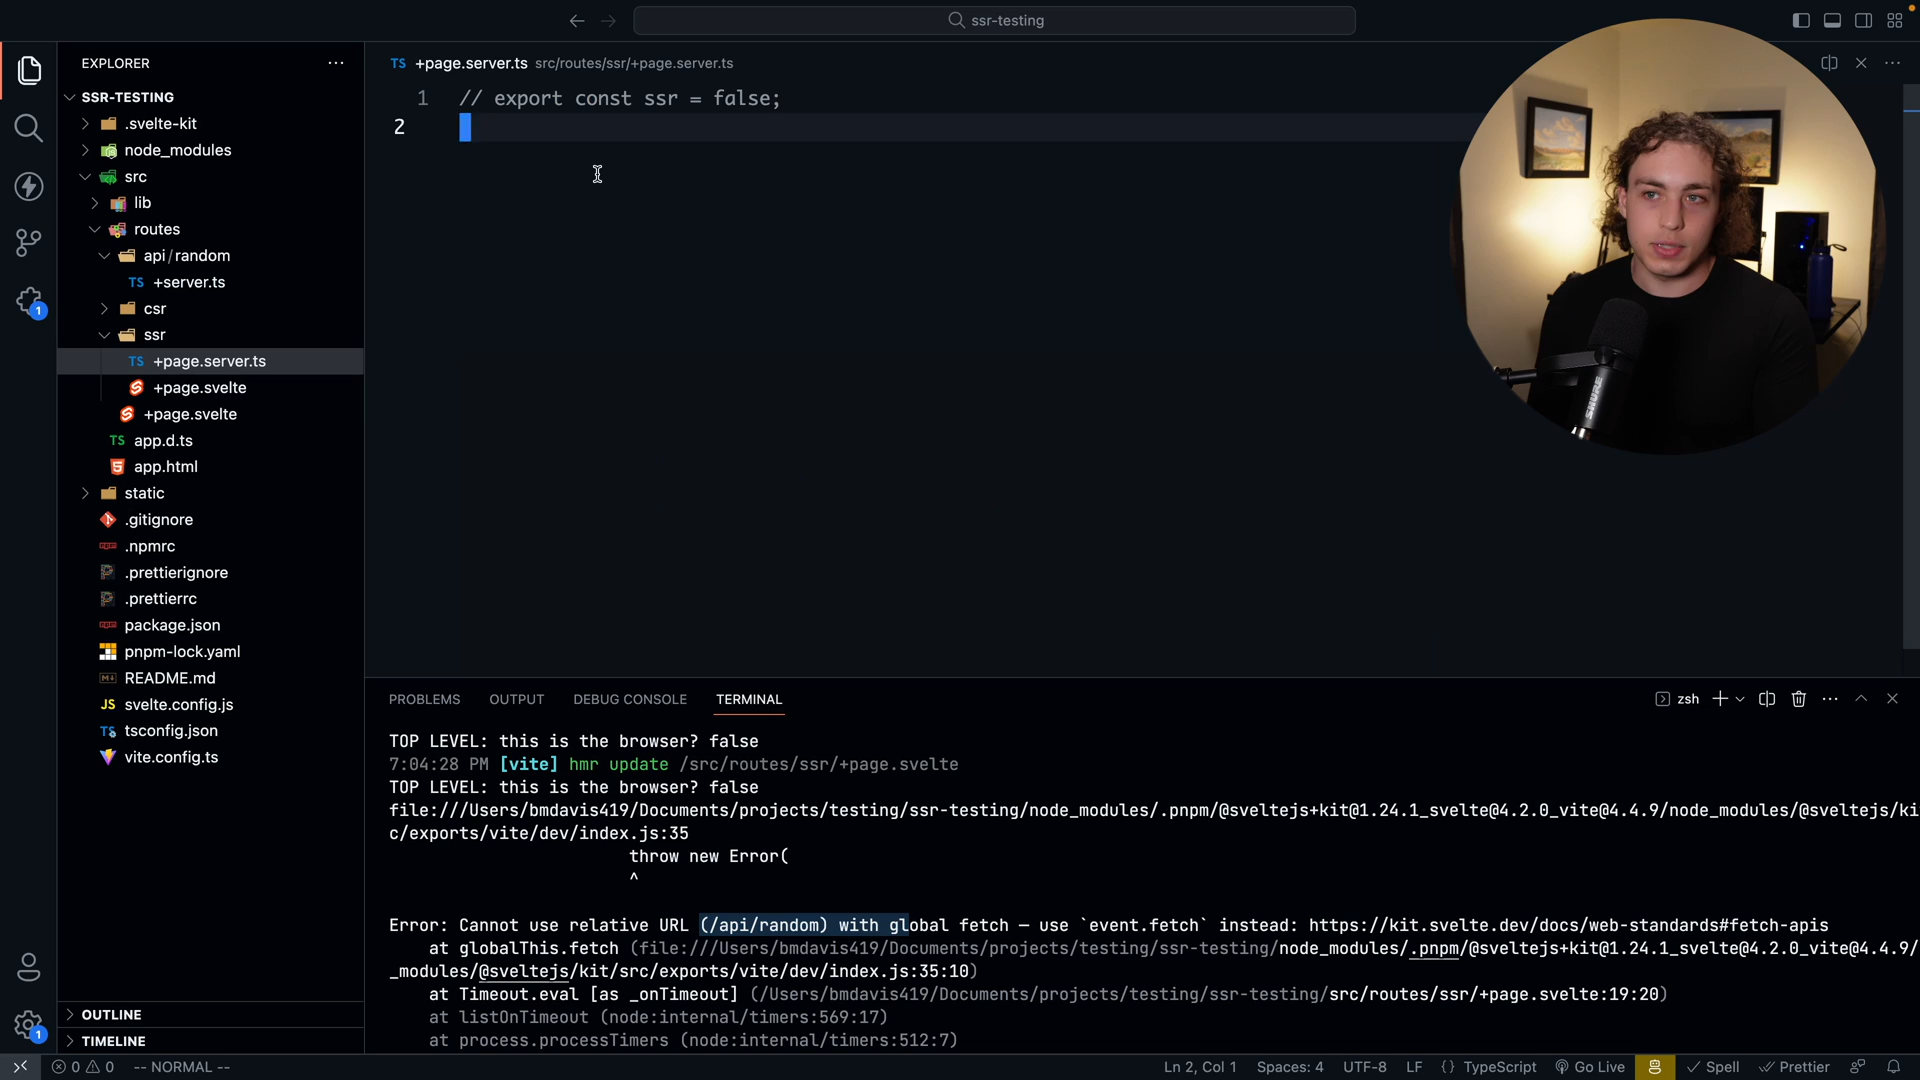 ssr-testing
EXPLORER
SSR-TESTING
.svelte-kit
node_modules
src
lib
routes
api/random
TS +server.ts
csr
ssr
TS +page.server.ts
+page.svelte
+page.svelte
TS app.d.ts
app.html
static
.gitignore
.npmrc
.prettierignore
.prettierrc
package.json
pnpm-lock.yaml
README.md
JS svelte.config.js
TS tsconfig.json
vite.config.ts
OUTLINE
TIMELINE
1
1
TS +page.server.ts src/routes/ssr/+page.server.ts
1 // export const ssr = false;
2
SHURE
PROBLEMS OUTPUT DEBUG CONSOLE TERMINAL
zsh
TOP LEVEL: this is the browser? false
7:04:28 PM [vite] hmr update /src/routes/ssr/+page.svelte
TOP LEVEL: this is the browser? false
file:///Users/bmdavis419/Documents/projects/testing/ssr-testing/node_modules/.pnpm/@sveltejs+kit@1.24.1_svelte@4.2.0_vite@4.4.9/node_modules/@sveltejs/ki
c/exports/vite/dev/index.js:35
throw new Error(
^
Error: Cannot use relative URL (/api/random) with global fetch — use `event.fetch` instead: https://kit.svelte.dev/docs/web-standards#fetch-apis
at globalThis.fetch (file:///Users/bmdavis419/Documents/projects/testing/ssr-testing/node_modules/.pnpm/@sveltejs+kit@1.24.1_svelte@4.2.0_vite@4.4.9/
_modules/@sveltejs/kit/src/exports/vite/dev/index.js:35:10)
at Timeout.eval [as _onTimeout] (/Users/bmdavis419/Documents/projects/testing/ssr-testing/src/routes/ssr/+page.svelte:19:20)
at listOnTimeout (node:internal/timers:569:17)
at process.processTimers (node:internal/timers:512:7)
0 0 -- NORMAL --
Ln 2, Col 1 Spaces: 4 UTF-8 LF {} TypeScript Go Live Spell Prettier